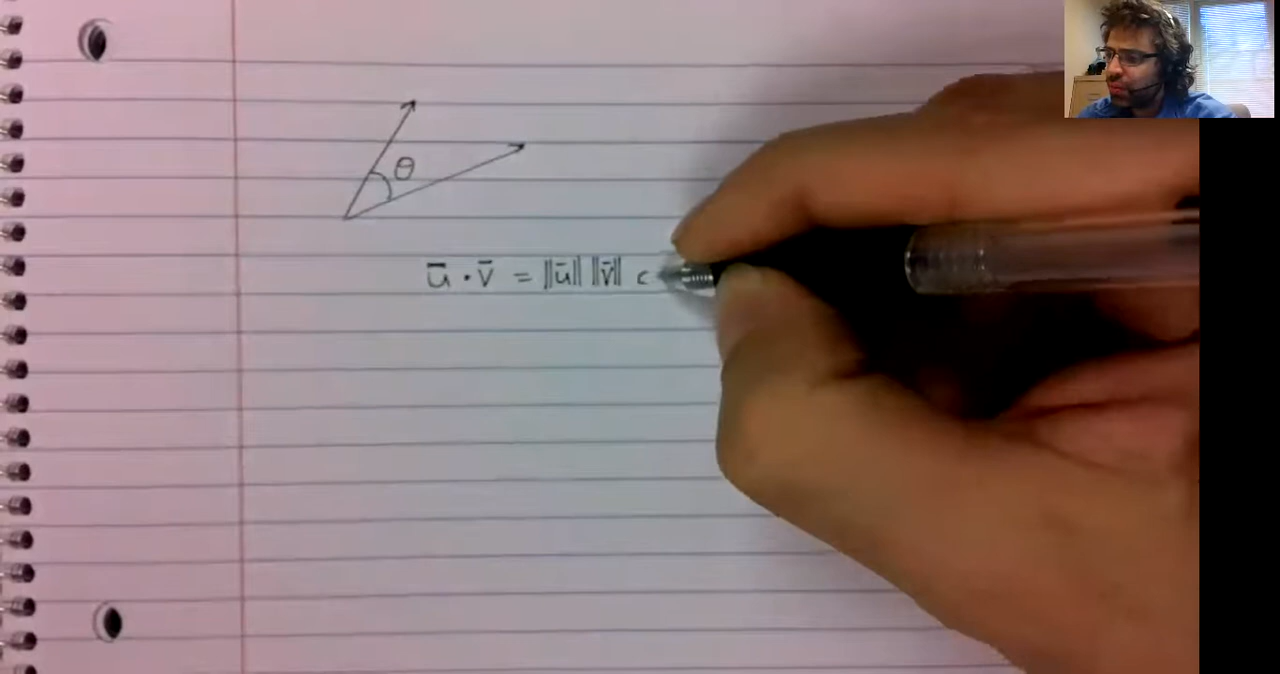 θ
ū · v̄ = ‖ū‖ ‖v̄‖ c